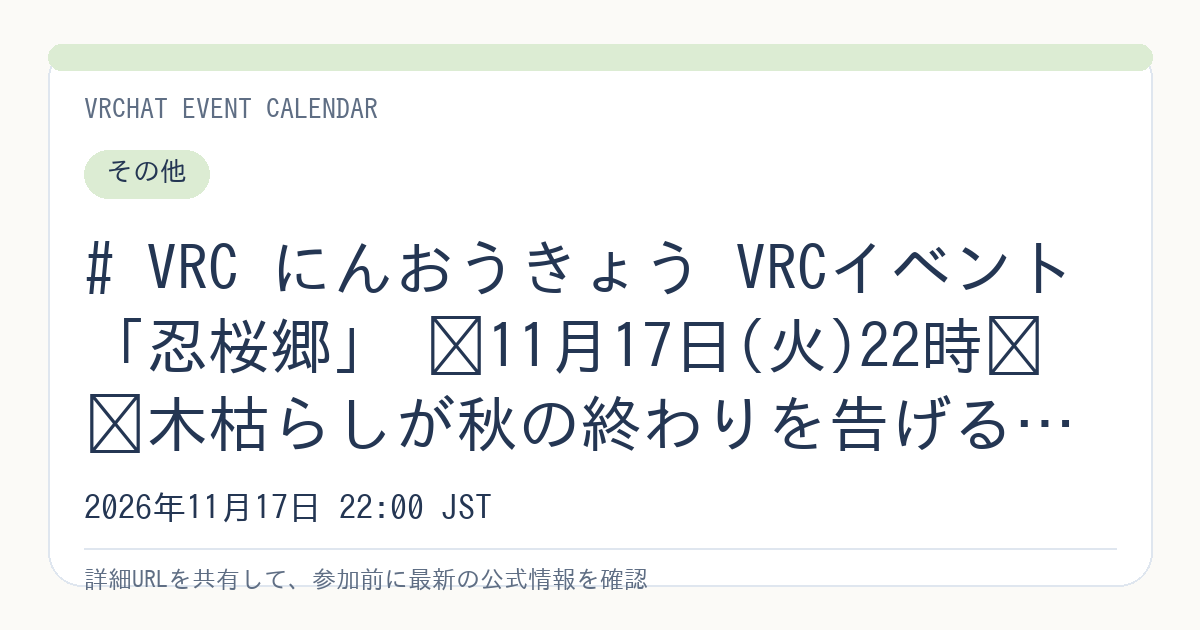 VRCHAT EVENT CALENDAR
その他
# VRC にんおうきょう VRCイベント
「忍桜郷」 11月17日(火)22時
木枯らしが秋の終わりを告げる…
2026年11月17日 22:00 JST
詳細URLを共有して、参加前に最新の公式情報を確認